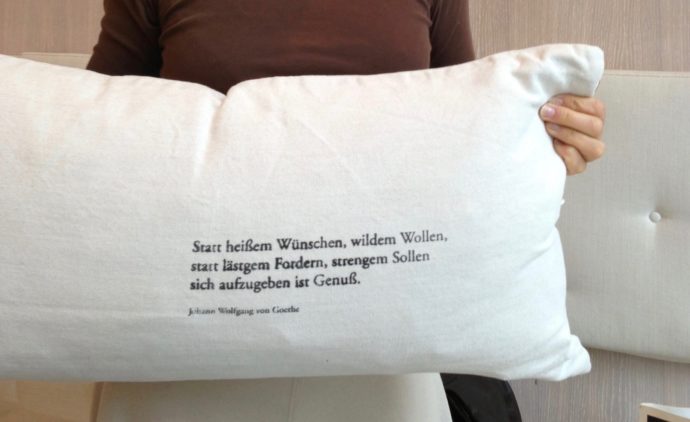 Statt heißem Wünschen, wildem Wollen,
statt lästgem Fordern, strengem Sollen
sich aufzugeben ist Genuß.
Johann Wolfgang von Goethe